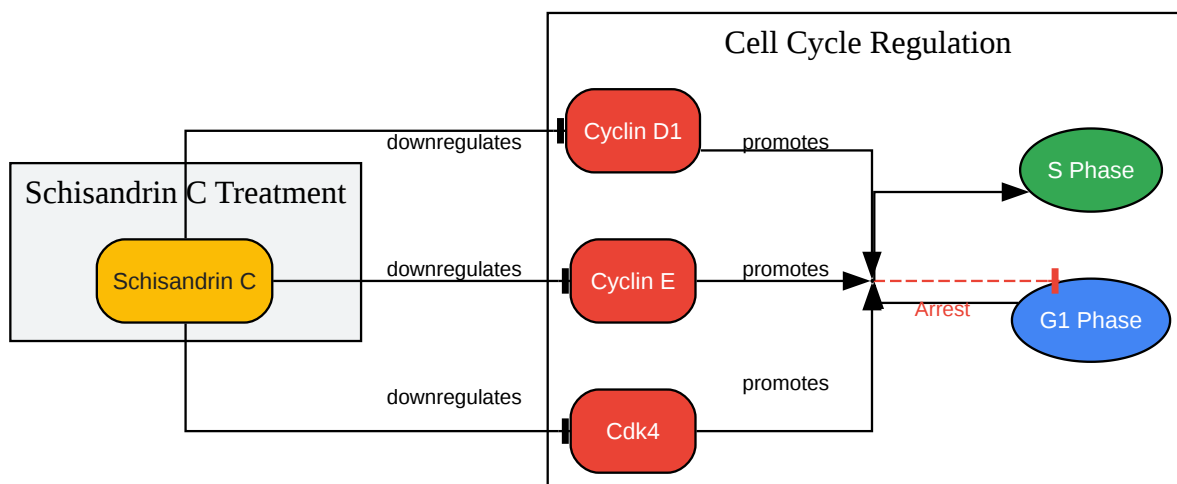 Cell Cycle Regulation
Cyclin D1
downregulates
promotes
S Phase
Schisandrin C Treatment
Schisandrin C
downregulates
Cyclin E
promotes
Arrest
G1 Phase
downregulates
promotes
Cdk4